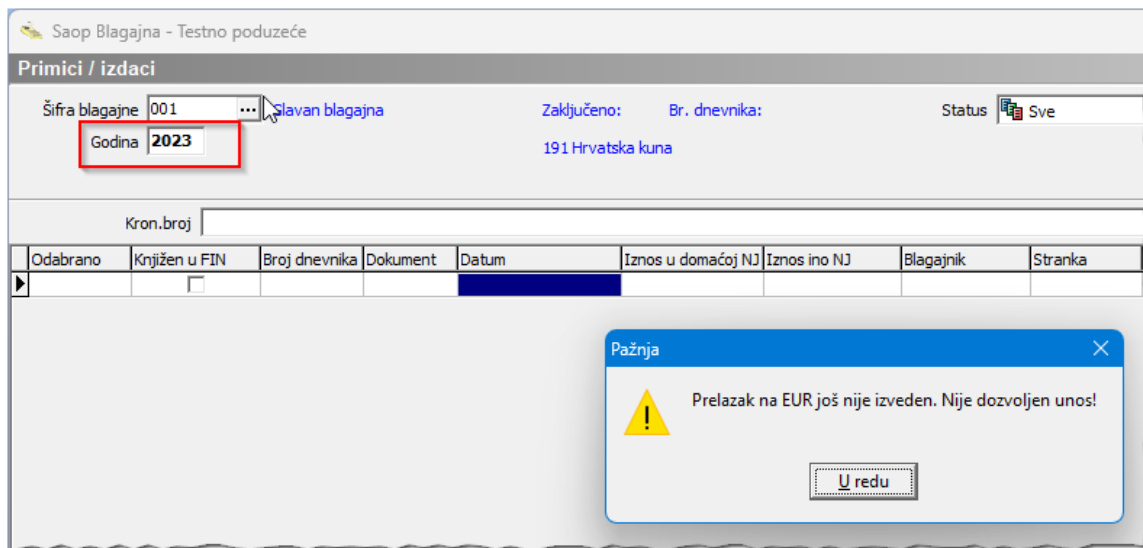 Saop Blagajna - Testno poduzeće
Primici / izdaci
Šifra blagajne 001 ... Glavan blagajna Zaključeno: Br. dnevnika: Status Sve
Godina 2023 191 Hrvatska kuna
Kron.broj
Odabrano Knjižen u FIN Broj dnevnika Dokument Datum Iznos u domaćoj NJ Iznos ino NJ Blagajnik Stranka
Pažnja
Prelazak na EUR još nije izveden. Nije dozvoljen unos!
U redu